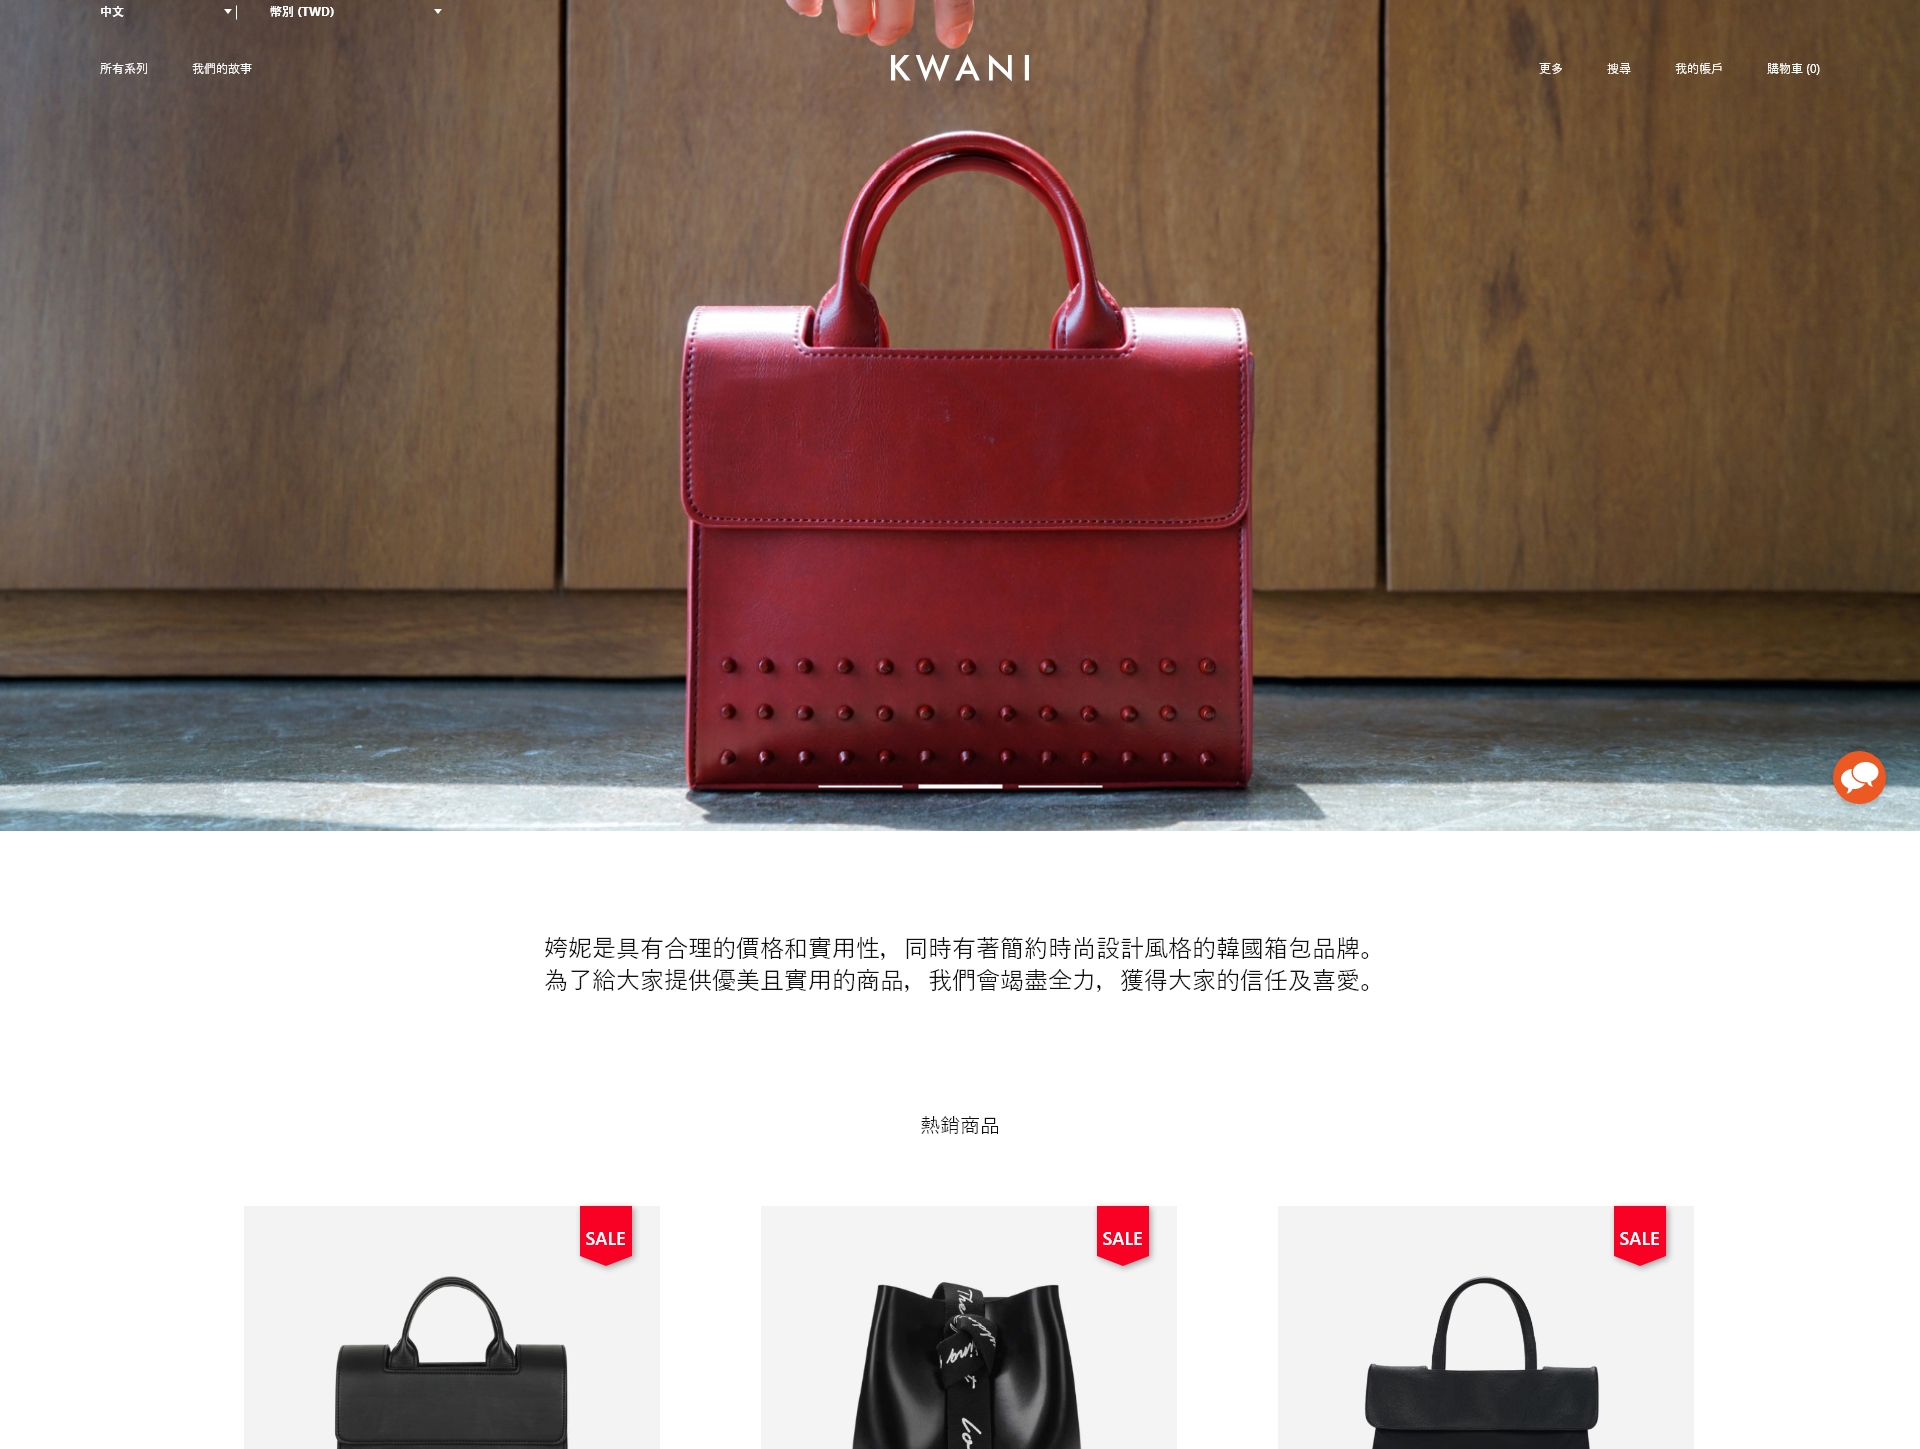 中文
幣別 (TWD)
所有系列
我們的故事
KWANI
更多
搜尋
我的帳戶
購物車 (0)
姱妮是具有合理的價格和實用性，同時有著簡約時尚設計風格的韓國箱包品牌。
為了給大家提供優美且實用的商品，我們會竭盡全力，獲得大家的信任及喜愛。
熱銷商品
SALE
SALE
SALE
The